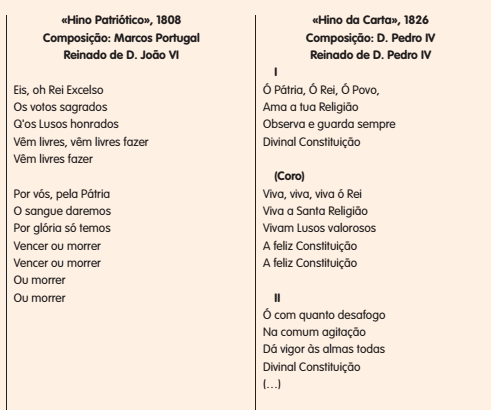 «Hino Patriótico», 1808
Composição: Marcos Portugal
Reinado de D. João VI
Eis, oh Rei Excelso
Os votos sagrados
Q'os Lusos honrados
Vêm livres, vêm livres fazer
Vêm livres fazer
Por vós, pela Pátria
O sangue daremos
Por glória só temos
Vencer ou morrer
Vencer ou morrer
Ou morrer
Ou morrer
«Hino da Carta», 1826
Composição: D. Pedro IV
Reinado de D. Pedro IV
I
Ó Pátria, Ó Rei, Ó Povo,
Ama a tua Religião
Observa e guarda sempre
Divinal Constituição
(Coro)
Viva, viva, viva ó Rei
Viva a Santa Religião
Vivam Lusos valorosos
A feliz Constituição
A feliz Constituição
II
Ó com quanto desafogo
Na comum agitação
Dá vigor às almas todas
Divinal Constituição
(…)